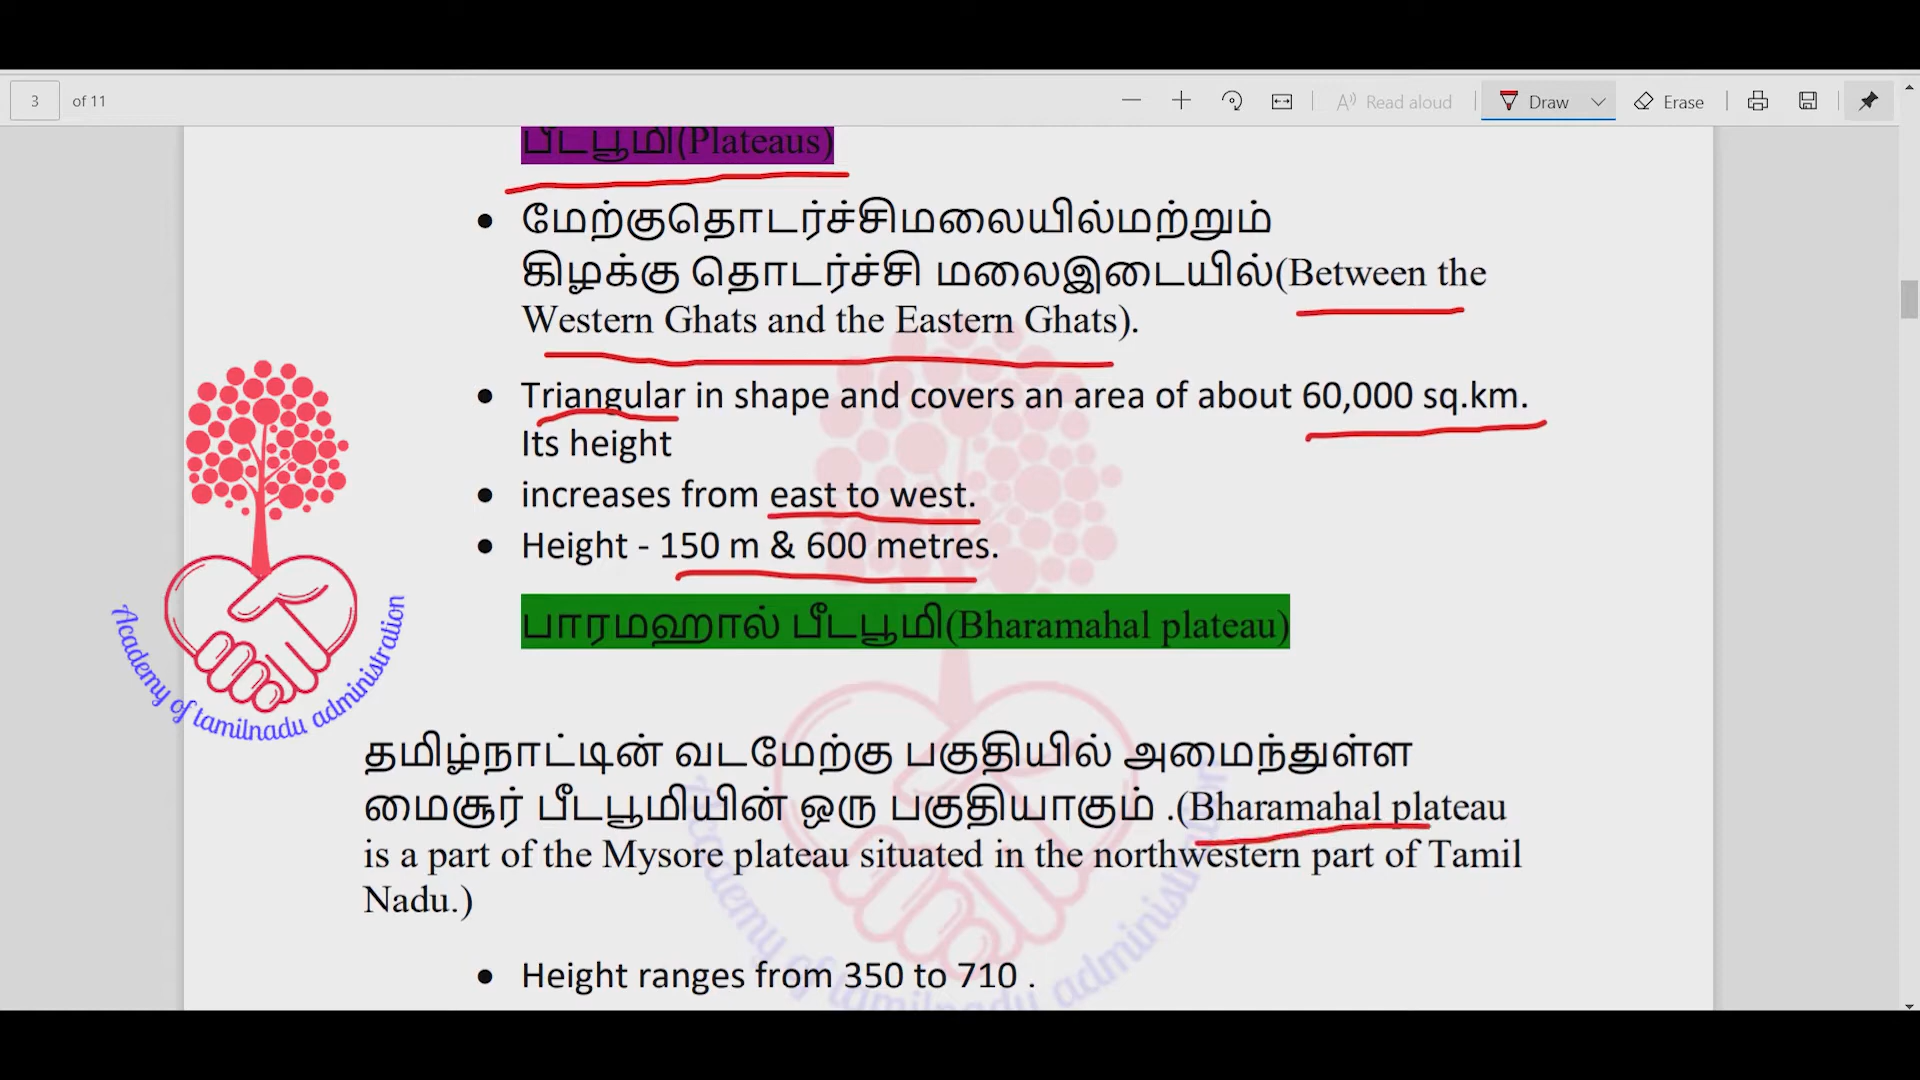 3 of 11 Read aloud Draw Erase
பீடபூமி(Plateaus)
• மேற்குதொடர்ச்சிமலையில்மற்றும்
கிழக்கு தொடர்ச்சி மலைஇடையில்(Between the
Western Ghats and the Eastern Ghats).
• Triangular in shape and covers an area of about 60,000 sq.km.
Its height
• increases from east to west.
• Height - 150 m & 600 metres.
பாரமஹால் பீடபூமி(Bharamahal plateau)
Academy of tamilnadu administration
தமிழ்நாட்டின் வடமேற்கு பகுதியில் அமைந்துள்ள
மைசூர் பீடபூமியின் ஒரு பகுதியாகும் .(Bharamahal plateau
is a part of the Mysore plateau situated in the northwestern part of Tamil
Nadu.)
• Height ranges from 350 to 710 .
Academy of tamilnadu administration